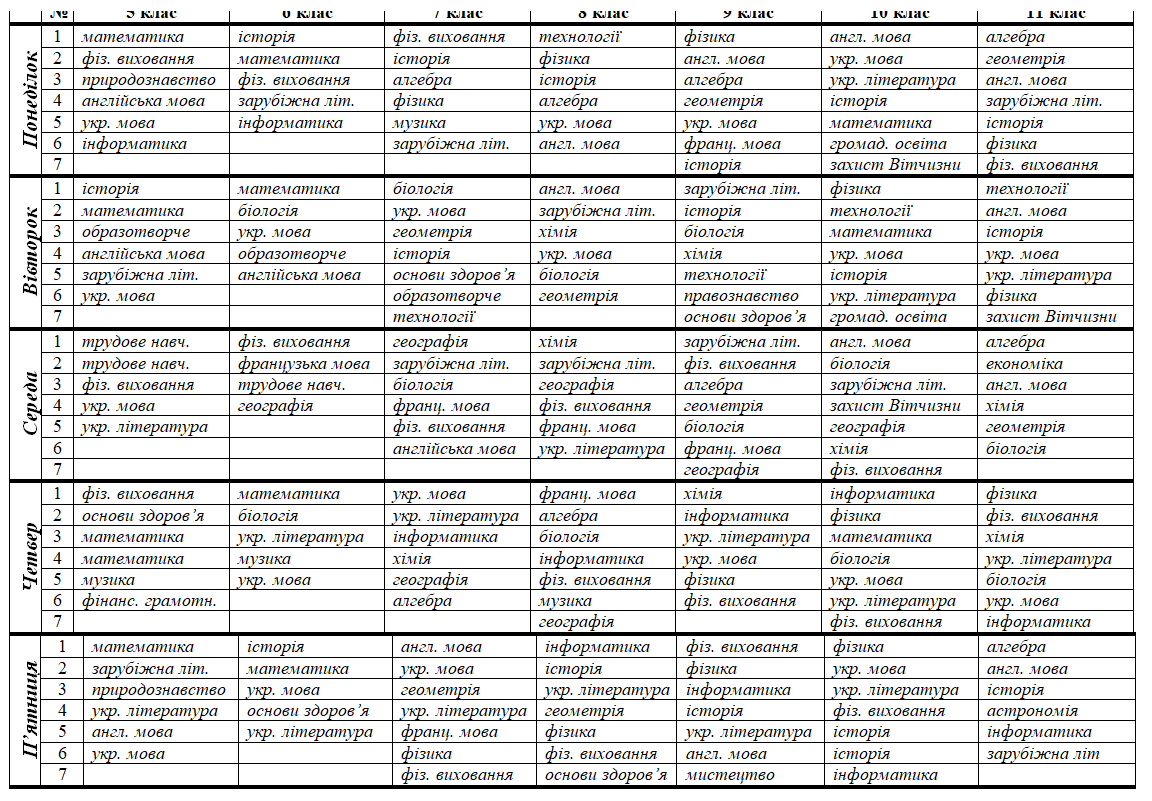 № 5 клас 6 клас 7 клас 8 клас 9 клас 10 клас 11 клас
Понеділок
1 математика історія фіз. виховання технології фізика англ. мова алгебра
2 фіз. виховання математика історія фізика англ. мова укр. мова геометрія
3 природознавство фіз. виховання алгебра історія алгебра укр. література англ. мова
4 англійська мова зарубіжна літ. фізика алгебра геометрія історія зарубіжна літ.
5 укр. мова інформатика музика укр. мова укр. мова математика історія
6 інформатика зарубіжна літ. англ. мова франц. мова громад. освіта фізика
7 історія захист Вітчизни фіз. виховання
Вівторок
1 історія математика біологія англ. мова зарубіжна літ. фізика технології
2 математика біологія укр. мова зарубіжна літ. історія технології англ. мова
3 образотворче укр. мова геометрія хімія біологія математика історія
4 англійська мова образотворче історія укр. мова хімія укр. мова укр. мова
5 зарубіжна літ. англійська мова основи здоров’я біологія технології історія укр. література
6 укр. мова образотворче геометрія правознавство укр. література фізика
7 технології основи здоров’я громад. освіта захист Вітчизни
Середа
1 трудове навч. фіз. виховання географія хімія зарубіжна літ. англ. мова алгебра
2 трудове навч. французька мова зарубіжна літ. зарубіжна літ. фіз. виховання біологія економіка
3 фіз. виховання трудове навч. біологія географія алгебра зарубіжна літ. англ. мова
4 укр. мова географія франц. мова фіз. виховання геометрія захист Вітчизни хімія
5 укр. література фіз. виховання франц. мова біологія географія геометрія
6 англійська мова укр. література франц. мова хімія біологія
7 географія фіз. виховання
Четвер
1 фіз. виховання математика укр. мова франц. мова хімія інформатика фізика
2 основи здоров’я біологія укр. література алгебра інформатика фізика фіз. виховання
3 математика укр. література інформатика біологія укр. література математика хімія
4 математика музика хімія інформатика укр. мова біологія укр. література
5 музика укр. мова географія фіз. виховання фізика укр. мова біологія
6 фінанс. грамотн. алгебра музика фіз. виховання укр. література укр. мова
7 географія фіз. виховання інформатика
П’ятниця
1 математика історія англ. мова інформатика фіз. виховання фізика алгебра
2 зарубіжна літ. математика укр. мова історія фізика укр. мова англ. мова
3 природознавство укр. мова геометрія укр. література інформатика укр. література історія
4 укр. література основи здоров’я укр. література геометрія історія фіз. виховання астрономія
5 англ. мова укр. література франц. мова фізика укр. література історія інформатика
6 укр. мова фізика фіз. виховання англ. мова історія зарубіжна літ
7 фіз. виховання основи здоров’я мистецтво інформатика